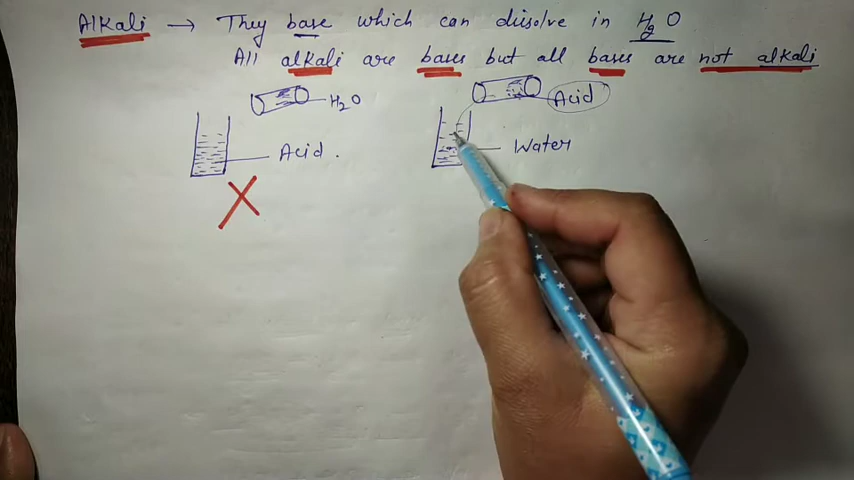 Alkali → They base which can dissolve in H2O
All alkali are bases but all bases are not alkali
H2O
Acid
Acid.
Water